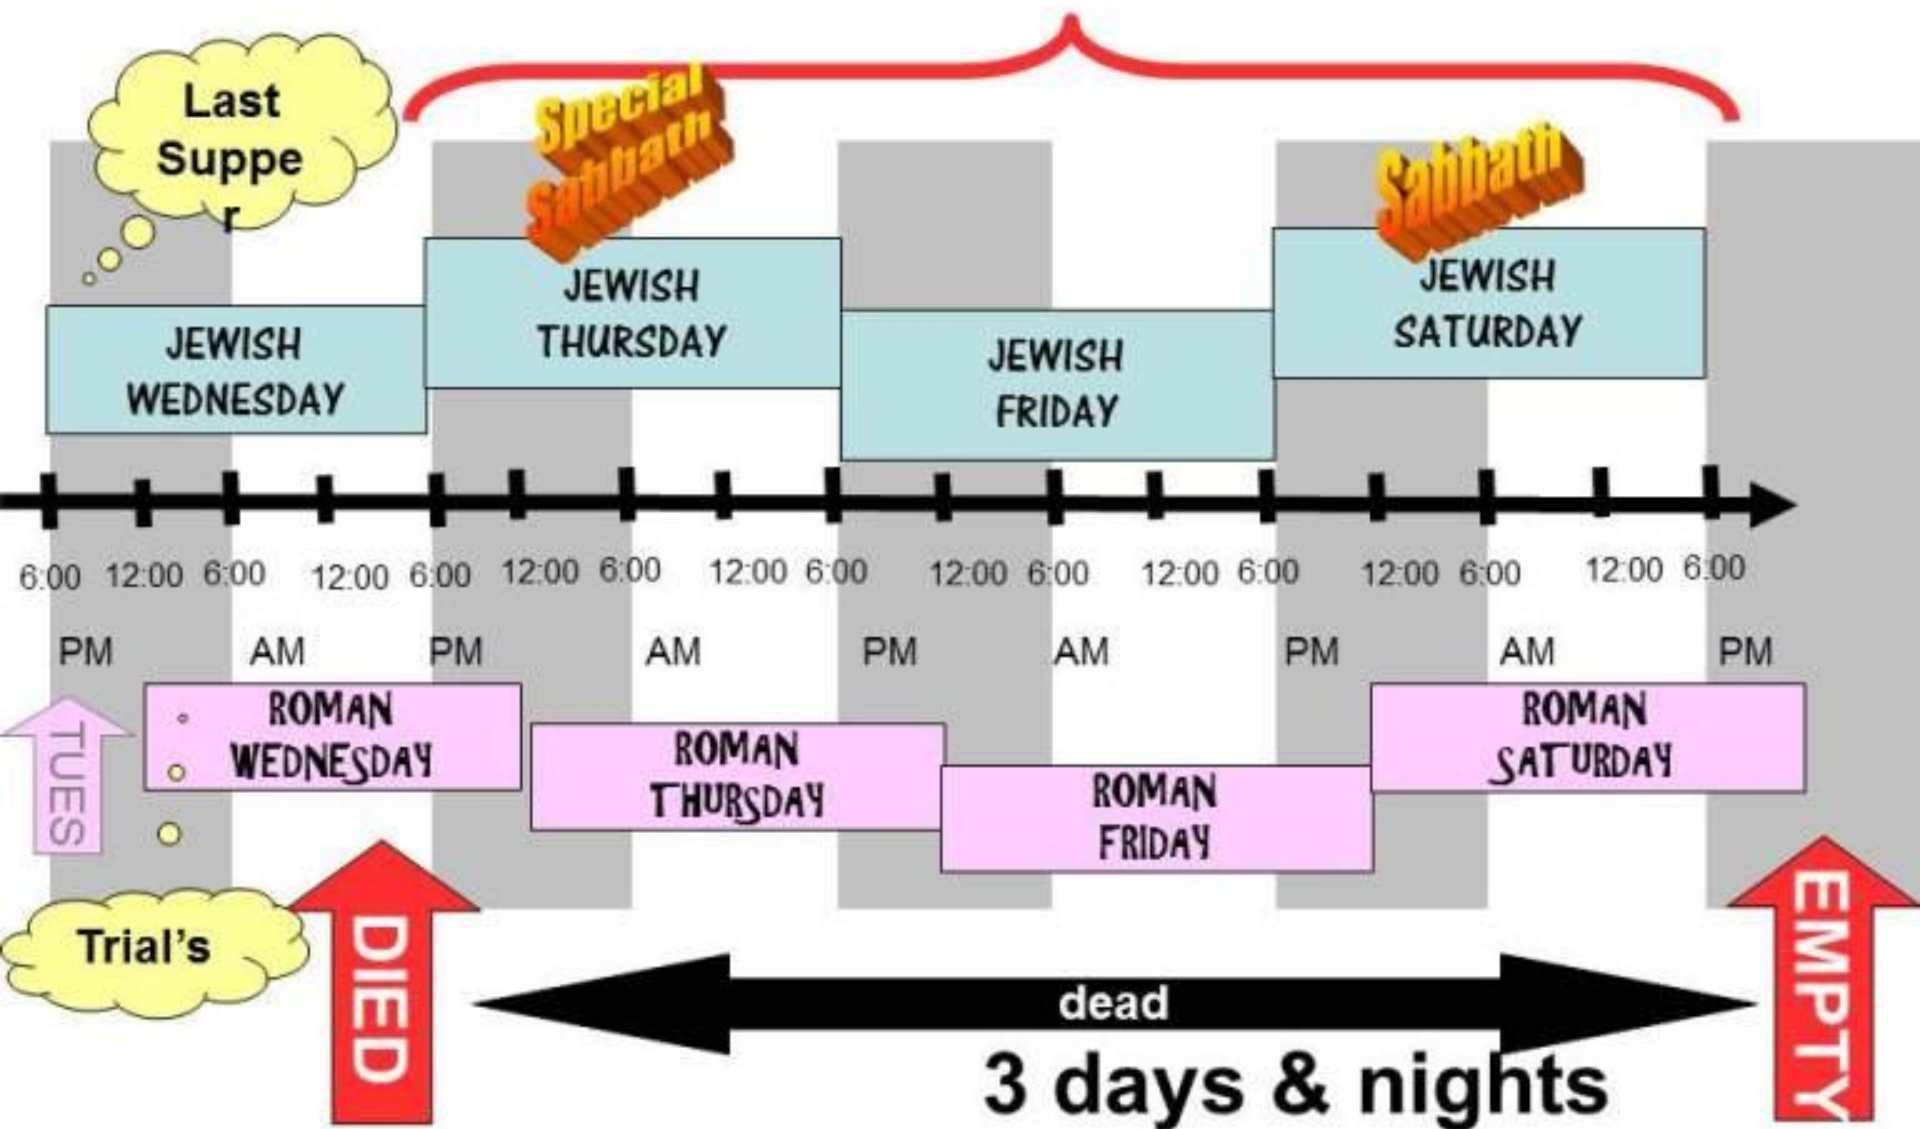 Last
Suppe
r
Special
Sabbath
Sabbath
JEWISH
WEDNESDAY
JEWISH
THURSDAY
JEWISH
FRIDAY
JEWISH
SATURDAY
6:00 12:00 6:00 12:00 6:00 12:00 6:00 12:00 6:00 12:00 6:00 12:00 6:00 12:00 6:00 12:00 6:00
PM AM PM AM PM AM PM AM PM
TUES
ROMAN
WEDNESDAY
ROMAN
THURSDAY
ROMAN
FRIDAY
ROMAN
SATURDAY
Trial's
DIED
dead
3 days & nights
EMPTY